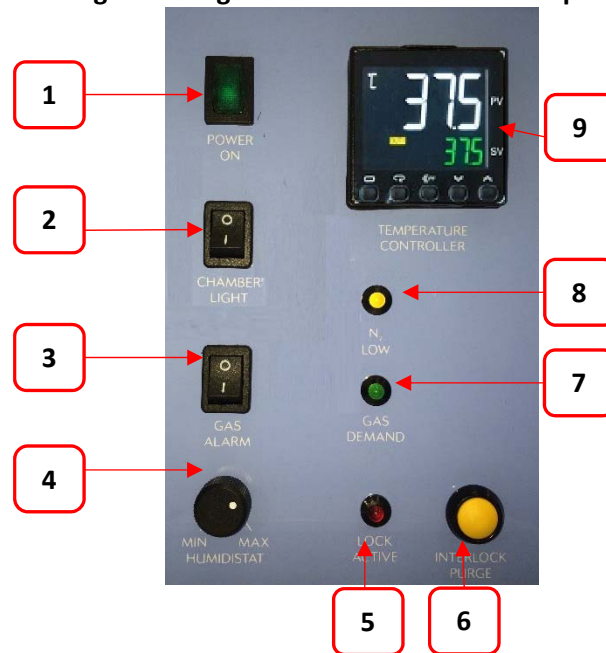 1
POWER
ON
2
O
I
CHAMBER
LIGHT
3
O
I
GAS
ALARM
4
MIN MAX
HUMIDISTAT
37.5
PV
37.5
SV
9
TEMPERATURE
CONTROLLER
8
N₂
LOW
7
GAS
DEMAND
LOCK
ACTIVE
5
INTERLOCK
PURGE
6